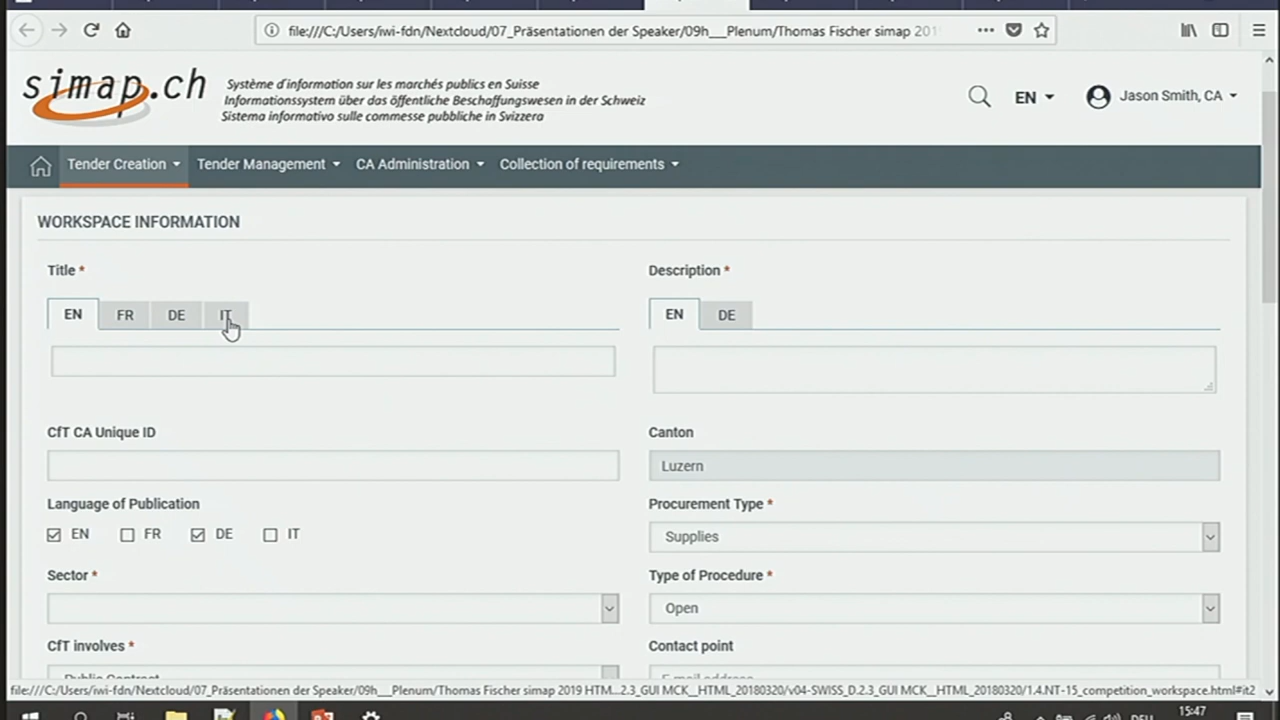 file:///C:/Users/iwi-fdn/Nextcloud/07_Präsentationen der Speaker/09h___Plenum/Thomas Fischer simap 201
simap.ch
Système d'information sur les marchés publics en Suisse
Informationssystem über das öffentliche Beschaffungswesen in der Schweiz
Sistema informativo sulle commesse pubbliche in Svizzera
EN
Jason Smith, CA
Tender Creation Tender Management CA Administration Collection of requirements
WORKSPACE INFORMATION
Title * Description *
EN FR DE IT EN DE
CfT CA Unique ID Canton
Luzern
Language of Publication Procurement Type *
EN FR DE IT Supplies
Sector * Type of Procedure *
Open
CfT involves * Contact point
Public Contract E-mail address
file:///C:/Users/iwi-fdn/Nextcloud/07_Präsentationen der Speaker/09h___Plenum/Thomas Fischer simap 2019 HTM...2.3_GUI MCK__HTML_20180320/v04-SWISS_D.2.3_GUI MCK__HTML_20180320/1.4.NT-15_competition_workspace.html#it2
15:47